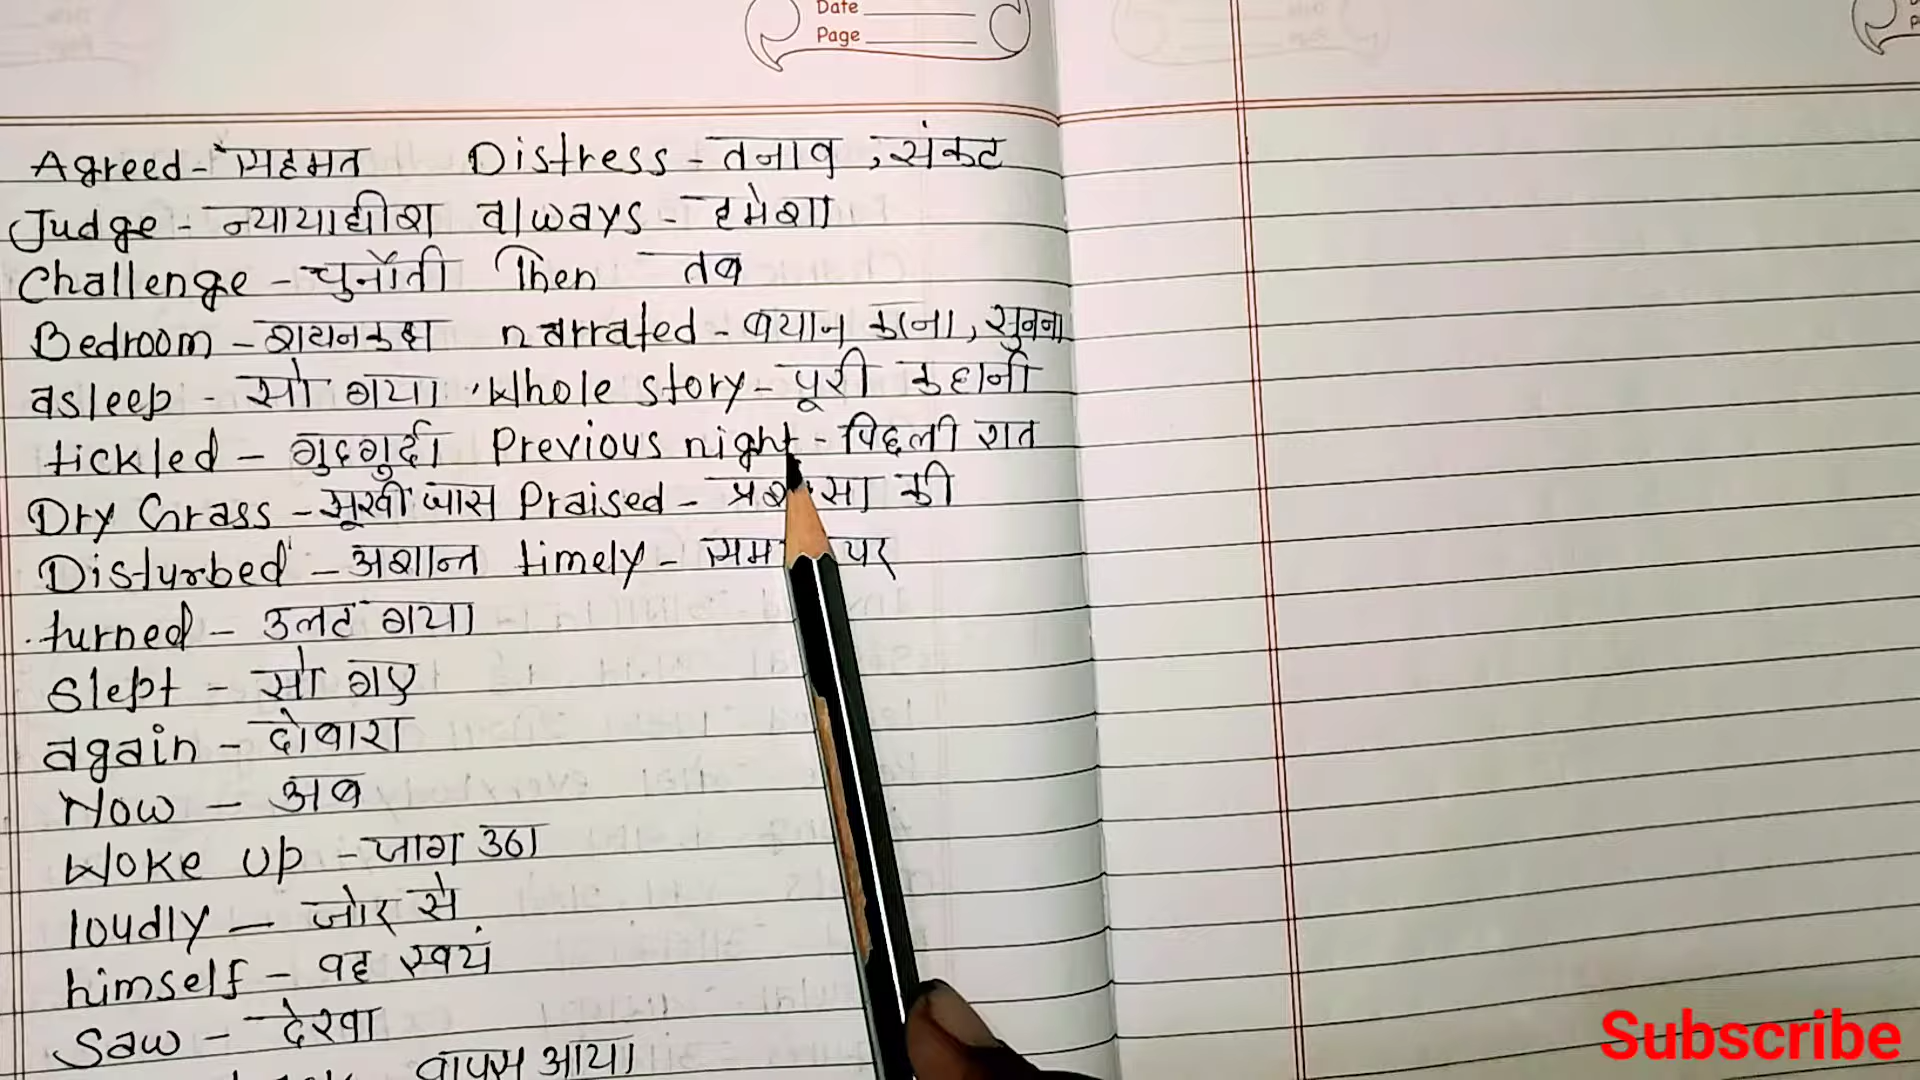 Date
Page
Agreed - सहमत Distress - तनाव, संकट
Judge - न्यायाधीश always - हमेशा
Challenge - चुनौती Then तब
Bedroom - शयनकक्ष narrated - बयान करना, सुनना
asleep - सो गया Whole story - पूरी कहानी
tickled - गुदगुदी Previous night - पिछली रात
Dry Grass - सूखी घास Praised - प्रशंसा की
Disturbed - अशान्त timely - पर
turned - उलट गया
Slept - सो गए
again - दोबारा
Now - अब
Woke up - जाग उठा
loudly - जोर से
himself - वह स्वयं
Saw - देखा
वापस आया
Subscribe